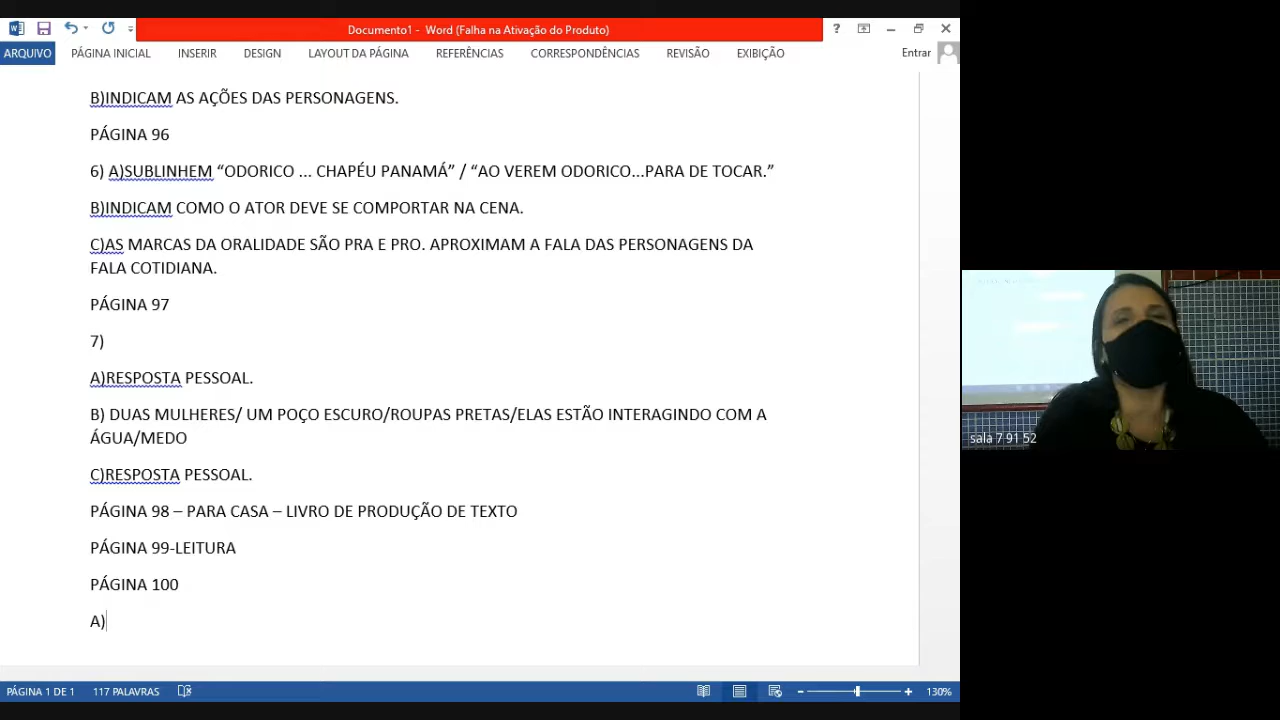 Documento1 - Word (Falha na Ativação do Produto)
?
ARQUIVO PÁGINA INICIAL INSERIR DESIGN LAYOUT DA PÁGINA REFERÊNCIAS CORRESPONDÊNCIAS REVISÃO EXIBIÇÃO Entrar
B)INDICAM AS AÇÕES DAS PERSONAGENS.
PÁGINA 96
6) A)SUBLINHEM “ODORICO ... CHAPÉU PANAMÁ” / “AO VEREM ODORICO...PARA DE TOCAR.”
B)INDICAM COMO O ATOR DEVE SE COMPORTAR NA CENA.
C)AS MARCAS DA ORALIDADE SÃO PRA E PRO. APROXIMAM A FALA DAS PERSONAGENS DA
FALA COTIDIANA.
PÁGINA 97
7)
A)RESPOSTA PESSOAL.
B) DUAS MULHERES/ UM POÇO ESCURO/ROUPAS PRETAS/ELAS ESTÃO INTERAGINDO COM A
ÁGUA/MEDO
C)RESPOSTA PESSOAL.
PÁGINA 98 – PARA CASA – LIVRO DE PRODUÇÃO DE TEXTO
PÁGINA 99-LEITURA
PÁGINA 100
A)
sala 7 91 52
PÁGINA 1 DE 1 117 PALAVRAS 130%